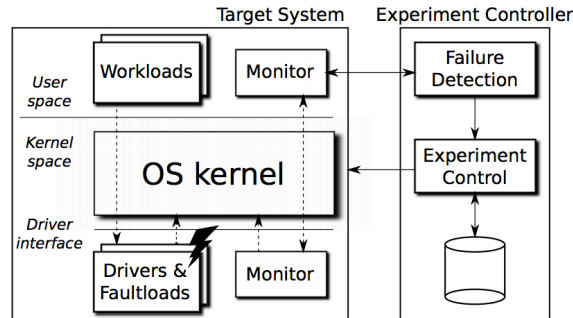 Target System
Experiment Controller
Workloads
Monitor
Failure
Detection
User
space
Kernel
space
OS kernel
Experiment
Control
Driver
interface
Drivers &
Faultloads
Monitor